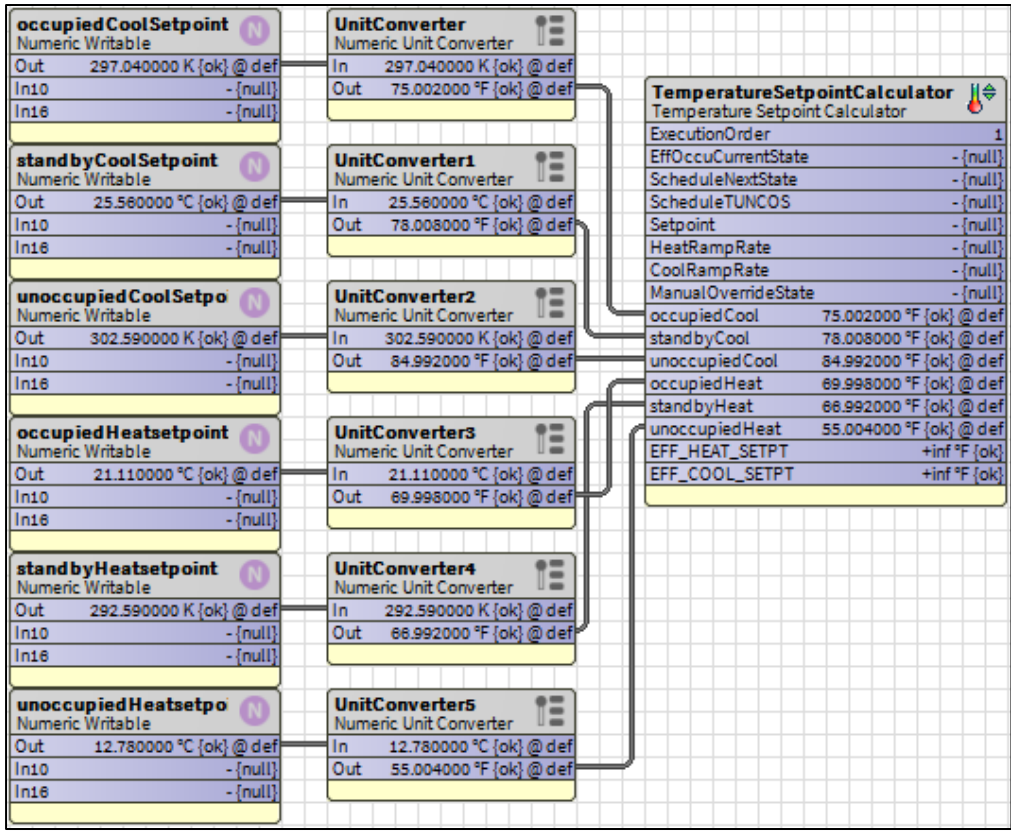 occupiedCoolSetpoint
N
Numeric Writable
Out 297.040000 K {ok} @ def
In10 - {null}
In16 - {null}
UnitConverter
Numeric Unit Converter
In 297.040000 K {ok} @ def
Out 75.002000 °F {ok} @ def
standbyCoolSetpoint
N
Numeric Writable
Out 25.560000 °C {ok} @ def
In10 - {null}
In16 - {null}
UnitConverter1
Numeric Unit Converter
In 25.560000 °C {ok} @ def
Out 78.008000 °F {ok} @ def
unoccupiedCoolSetpoi
N
Numeric Writable
Out 302.590000 K {ok} @ def
In10 - {null}
In16 - {null}
UnitConverter2
Numeric Unit Converter
In 302.590000 K {ok} @ def
Out 84.992000 °F {ok} @ def
occupiedHeatsetpoint
N
Numeric Writable
Out 21.110000 °C {ok} @ def
In10 - {null}
In16 - {null}
UnitConverter3
Numeric Unit Converter
In 21.110000 °C {ok} @ def
Out 69.998000 °F {ok} @ def
standbyHeatsetpoint
N
Numeric Writable
Out 292.590000 K {ok} @ def
In10 - {null}
In16 - {null}
UnitConverter4
Numeric Unit Converter
In 292.590000 K {ok} @ def
Out 66.992000 °F {ok} @ def
unoccupiedHeatsetpoi
N
Numeric Writable
Out 12.780000 °C {ok} @ def
In10 - {null}
In16 - {null}
UnitConverter5
Numeric Unit Converter
In 12.780000 °C {ok} @ def
Out 55.004000 °F {ok} @ def
TemperatureSetpointCalculator
Temperature Setpoint Calculator
ExecutionOrder 1
EffOccuCurrentState - {null}
ScheduleNextState - {null}
ScheduleTUNCOS - {null}
Setpoint - {null}
HeatRampRate - {null}
CoolRampRate - {null}
ManualOverrideState - {null}
occupiedCool 75.002000 °F {ok} @ def
standbyCool 78.008000 °F {ok} @ def
unoccupiedCool 84.992000 °F {ok} @ def
occupiedHeat 69.998000 °F {ok} @ def
standbyHeat 66.992000 °F {ok} @ def
unoccupiedHeat 55.004000 °F {ok} @ def
EFF_HEAT_SETPT +inf °F {ok}
EFF_COOL_SETPT +inf °F {ok}